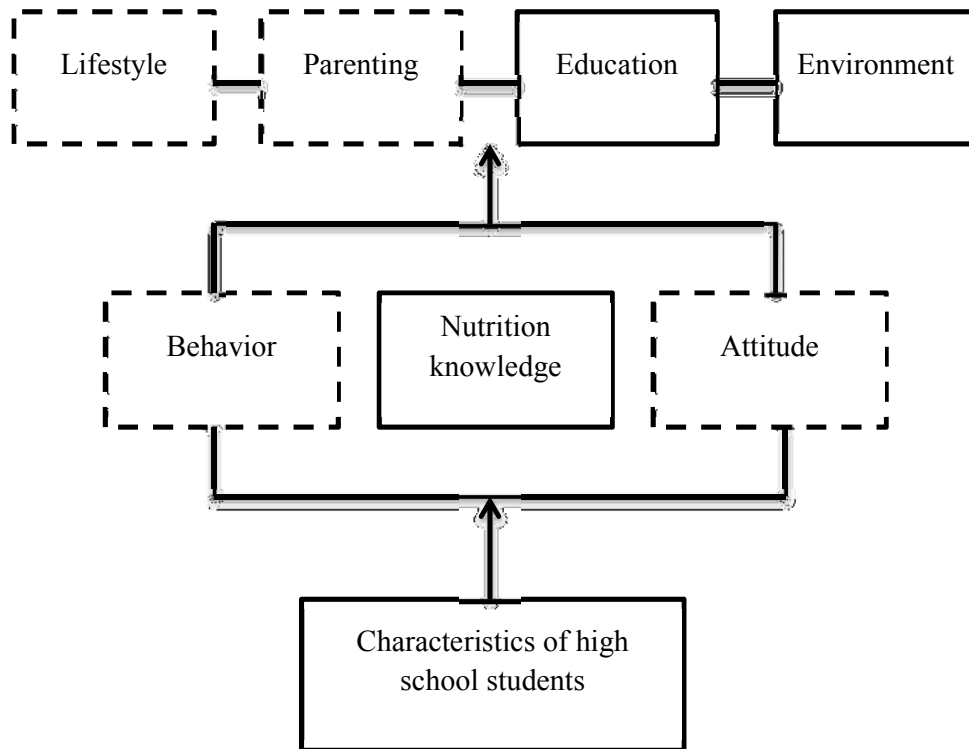 Lifestyle
Parenting
Education
Environment
Behavior
Nutrition
knowledge
Attitude
Characteristics of high
school students